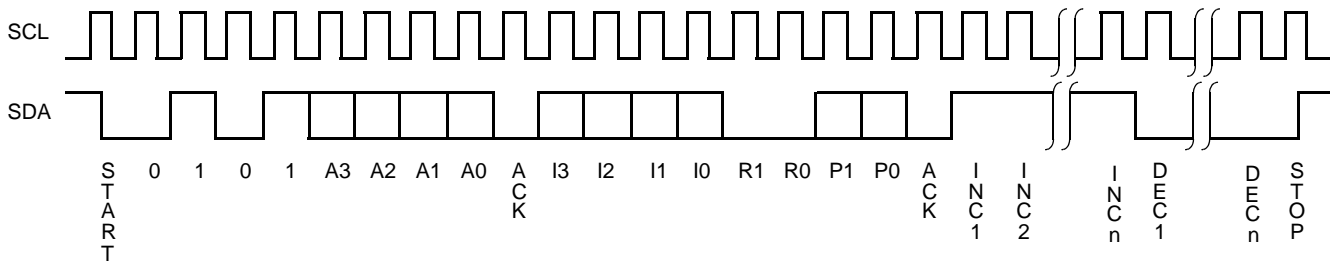 SCL
SDA
START 0 1 0 1 A3 A2 A1 A0 ACK I3 I2 I1 I0 R1 R0 P1 P0 ACK INC1 INC2 INCn DEC1 DECn STOP